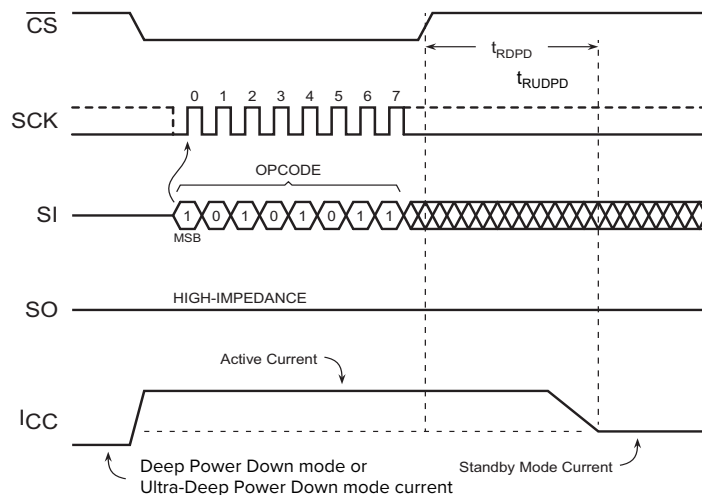 CS
tRDPD
tRUDPD
0 1 2 3 4 5 6 7
SCK
OPCODE
SI
1 0 1 0 1 0 1 1
MSB
SO
HIGH-IMPEDANCE
Active Current
ICC
Deep Power Down mode or
Ultra-Deep Power Down mode current
Standby Mode Current